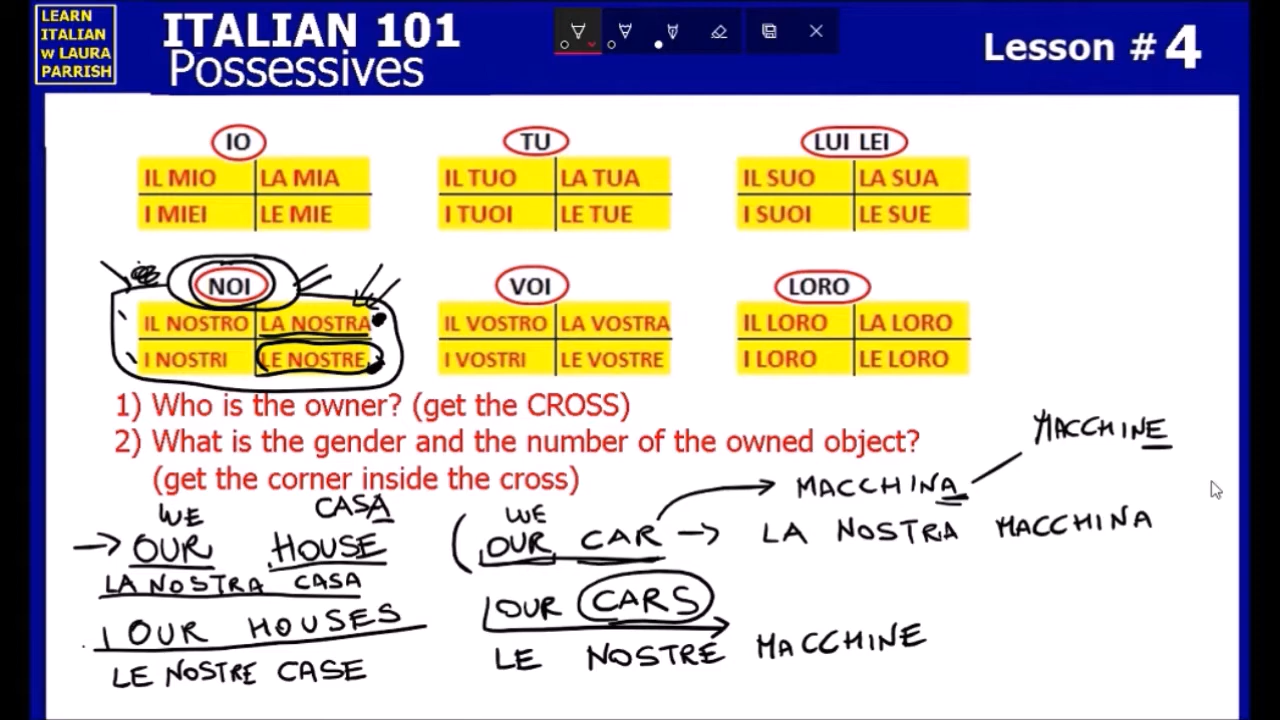 LEARN
ITALIAN
w LAURA
PARRISH
ITALIAN 101
Possessives
Lesson # 4
IO
IL MIO LA MIA
I MIEI LE MIE
TU
IL TUO LA TUA
I TUOI LE TUE
LUI LEI
IL SUO LA SUA
I SUOI LE SUE
NOI
IL NOSTRO LA NOSTRA
I NOSTRI LE NOSTRE
VOI
IL VOSTRO LA VOSTRA
I VOSTRI LE VOSTRE
LORO
IL LORO LA LORO
I LORO LE LORO
1) Who is the owner? (get the CROSS)
2) What is the gender and the number of the owned object?
(get the corner inside the cross)
WE CASA
OUR HOUSE
LA NOSTRA CASA
OUR HOUSES
LE NOSTRE CASE
MACCHINE
MACCHINA
WE
OUR CAR → LA NOSTRA MACCHINA
OUR CARS
LE NOSTRE MACCHINE